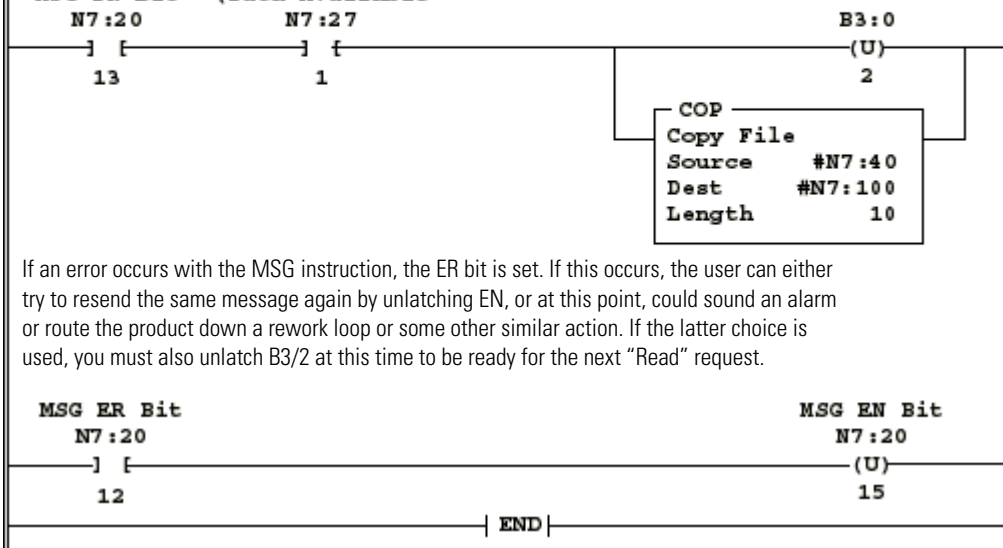 N7:20 N7:27 B3:0
] [ ] [ (U)
13 1 2
COP
Copy File
Source #N7:40
Dest #N7:100
Length 10
If an error occurs with the MSG instruction, the ER bit is set. If this occurs, the user can either
try to resend the same message again by unlatching EN, or at this point, could sound an alarm
or route the product down a rework loop or some other similar action. If the latter choice is
used, you must also unlatch B3/2 at this time to be ready for the next “Read” request.
MSG ER Bit MSG EN Bit
N7:20 N7:20
] [ (U)
12 15
END